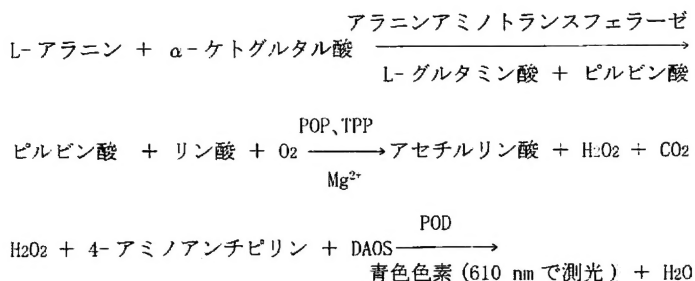 アラニンアミノトランスフェラーゼ
L-アラニン + α-ケトグルタル酸
L-グルタミン酸 + ピルビン酸
POP、TPP
ピルビン酸 + リン酸 + O2 → アセチルリン酸 + H2O2 + CO2
Mg2+
POD
H2O2 + 4-アミノアンチピリン + DAOS →
青色色素 (610 nm で測光) + H2O